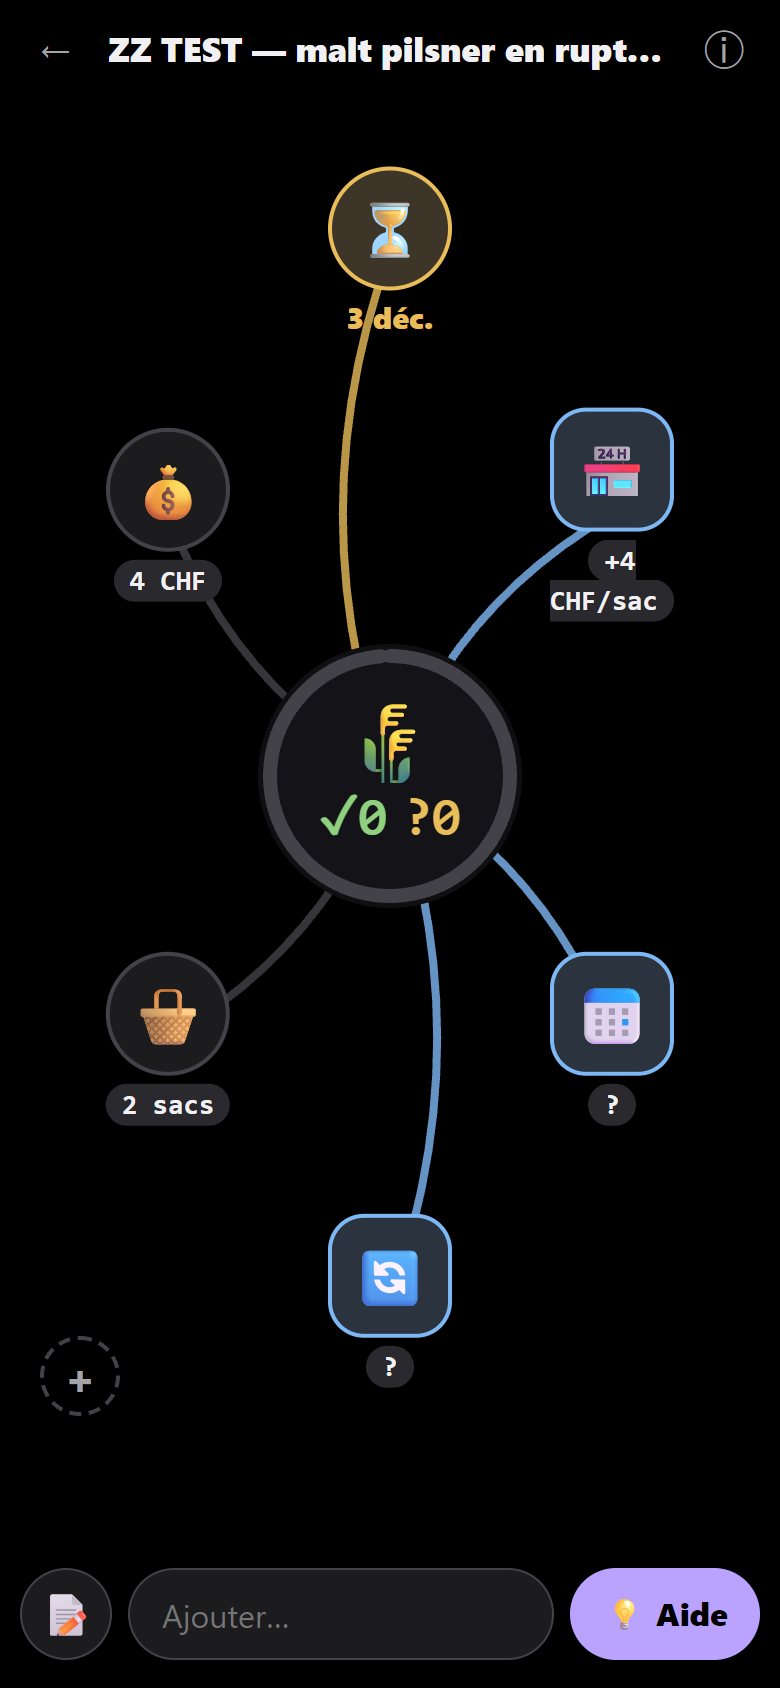 ← ZZ TEST — malt pilsner en rupt... ⓘ
3 déc.
24 H
$
4 CHF
+4
CHF/sac
✓0 ?0
2 sacs
?
?
+
Ajouter...
Aide